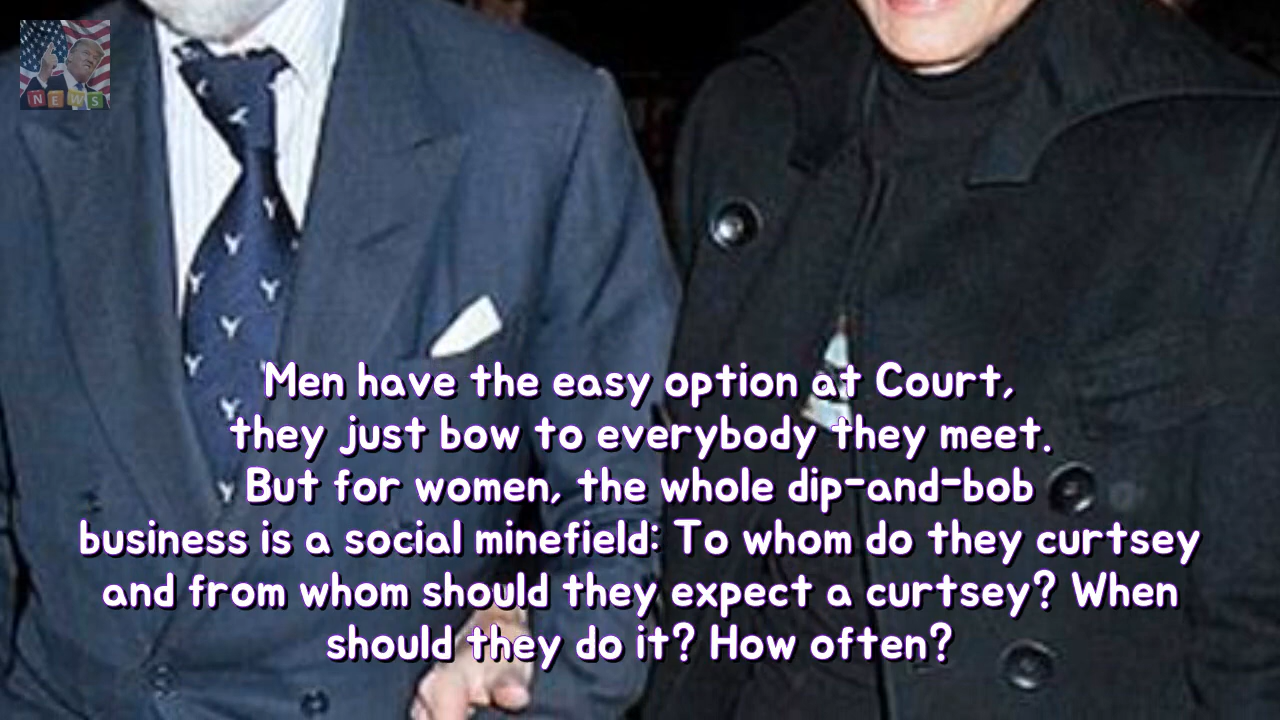 NEWS
Men have the easy option at Court,
they just bow to everybody they meet.
But for women, the whole dip-and-bob
business is a social minefield: To whom do they curtsey
and from whom should they expect a curtsey? When
should they do it? How often?